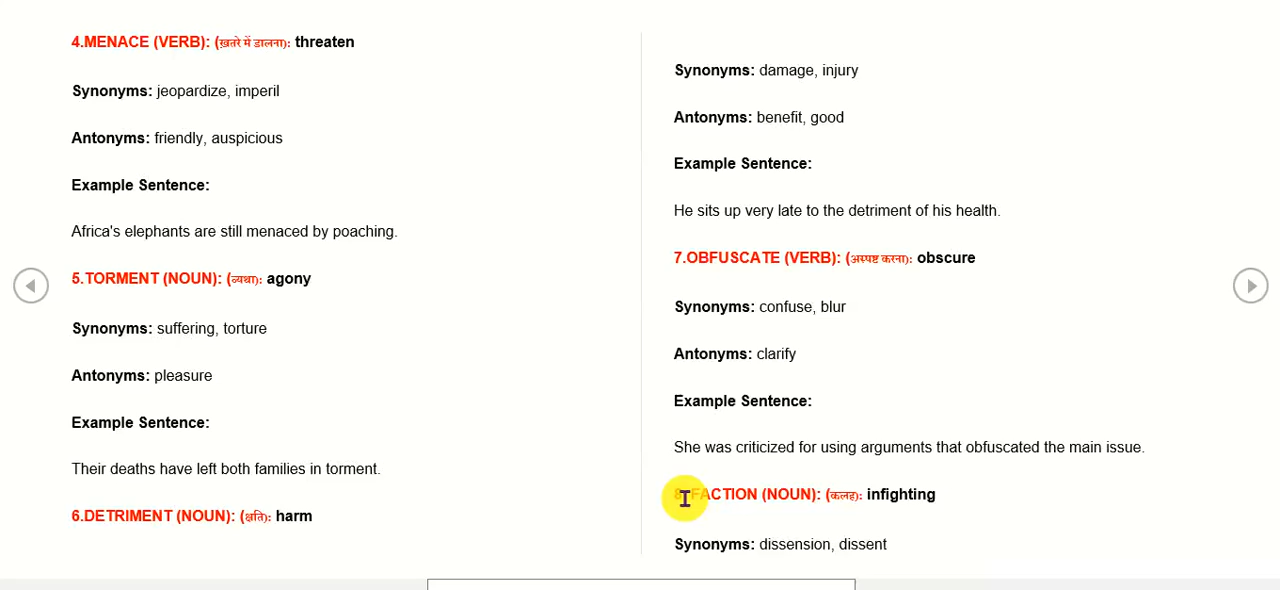 4.MENACE (VERB): (ख़तरे में डालना): threaten
Synonyms: jeopardize, imperil
Antonyms: friendly, auspicious
Example Sentence:
Africa's elephants are still menaced by poaching.
5.TORMENT (NOUN): (व्यथा): agony
Synonyms: suffering, torture
Antonyms: pleasure
Example Sentence:
Their deaths have left both families in torment.
6.DETRIMENT (NOUN): (क्षति): harm
Synonyms: damage, injury
Antonyms: benefit, good
Example Sentence:
He sits up very late to the detriment of his health.
7.OBFUSCATE (VERB): (अस्पष्ट करना): obscure
Synonyms: confuse, blur
Antonyms: clarify
Example Sentence:
She was criticized for using arguments that obfuscated the main issue.
8.FACTION (NOUN): (कलह): infighting
Synonyms: dissension, dissent